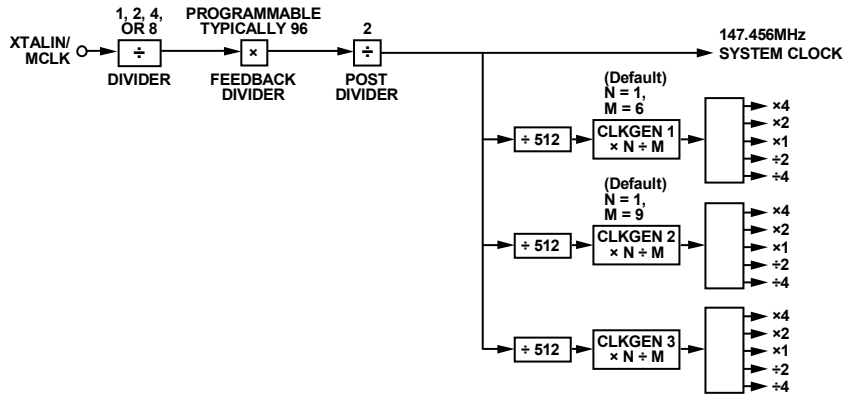 1, 2, 4,
OR 8
PROGRAMMABLE
TYPICALLY 96
2
XTALIN/
MCLK
÷
×
÷
DIVIDER
FEEDBACK
DIVIDER
POST
DIVIDER
147.456MHz
SYSTEM CLOCK
(Default)
N = 1,
M = 6
÷ 512
CLKGEN 1
× N ÷ M
×4
×2
×1
÷2
÷4
(Default)
N = 1,
M = 9
÷ 512
CLKGEN 2
× N ÷ M
×4
×2
×1
÷2
÷4
÷ 512
CLKGEN 3
× N ÷ M
×4
×2
×1
÷2
÷4